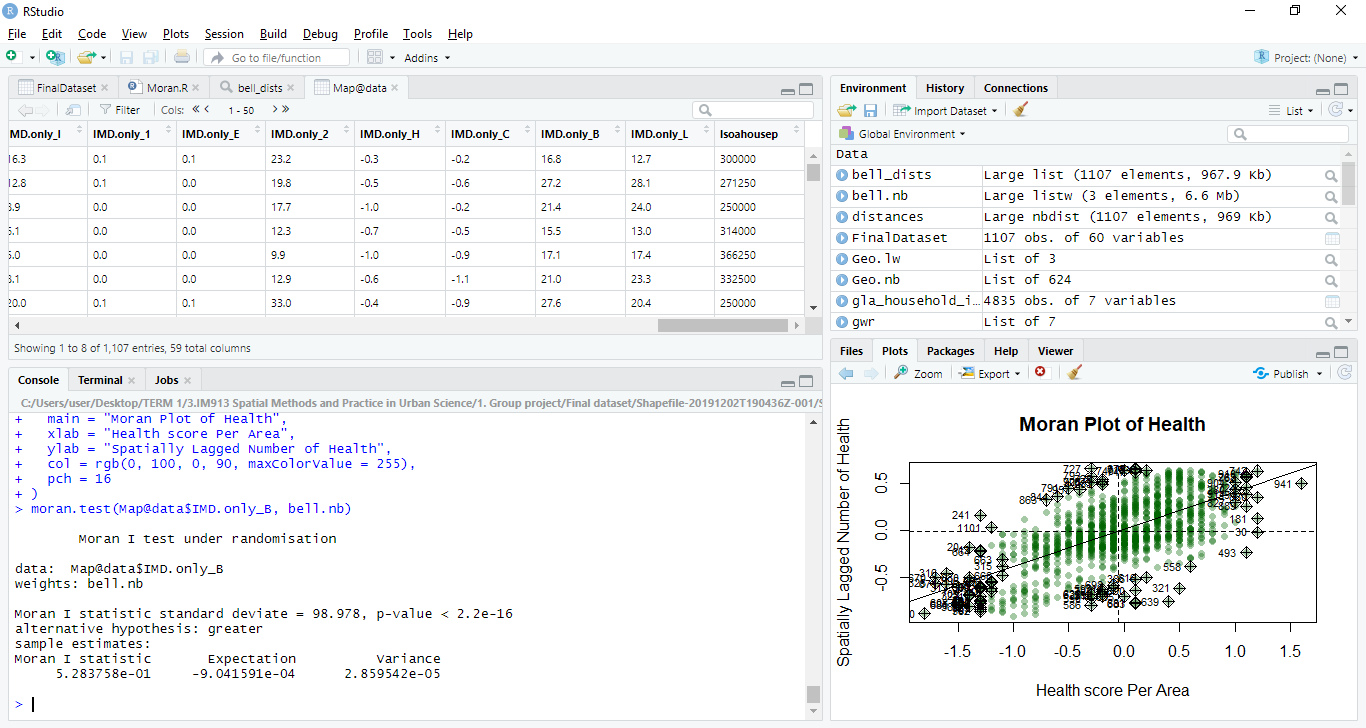 RStudio
File Edit Code View Plots Session Build Debug Profile Tools Help
Go to file/function Addins Project: (None)
FinalDataset Moran.R bell_dists Map@data
Filter Cols: 1 - 50
MD.only_I IMD.only_1 IMD.only_E IMD.only_2 IMD.only_H IMD.only_C IMD.only_B IMD.only_L lsoahousep
16.3 0.1 0.1 23.2 -0.3 -0.2 16.8 12.7 300000
12.8 0.1 0.0 19.8 -0.5 -0.6 27.2 28.1 271250
3.9 0.0 0.0 17.7 -1.0 -0.2 21.4 24.0 250000
5.1 0.0 0.0 12.3 -0.7 -0.5 15.5 13.0 314000
5.0 0.0 0.0 9.9 -1.0 -0.9 17.1 17.4 366250
3.1 0.0 0.0 12.9 -0.6 -1.1 21.0 23.3 332500
20.0 0.1 0.1 33.0 -0.4 -0.9 27.6 20.4 250000
Showing 1 to 8 of 1,107 entries, 59 total columns
Console Terminal Jobs
C:/Users/user/Desktop/TERM 1/3.IM913 Spatial Methods and Practice in Urban Science/1. Group project/Final dataset/Shapefile-20191202T190436Z-001/S
+ main = "Moran Plot of Health",
+ xlab = "Health score Per Area",
+ ylab = "Spatially Lagged Number of Health",
+ col = rgb(0, 100, 0, 90, maxColorValue = 255),
+ pch = 16
+ )
> moran.test(Map@data$IMD.only_B, bell.nb)
Moran I test under randomisation
data: Map@data$IMD.only_B
weights: bell.nb
Moran I statistic standard deviate = 98.978, p-value < 2.2e-16
alternative hypothesis: greater
sample estimates:
Moran I statistic Expectation Variance
5.283758e-01 -9.041591e-04 2.859542e-05
>
Environment History Connections
Import Dataset List
Global Environment
Data
bell_dists Large list (1107 elements, 967.9 Kb)
bell.nb Large listw (3 elements, 6.6 Mb)
distances Large nbdist (1107 elements, 969 Kb)
FinalDataset 1107 obs. of 60 variables
Geo.lw List of 3
Geo.nb List of 624
gla_household_i… 4835 obs. of 7 variables
gwr List of 7
Files Plots Packages Help Viewer
Zoom Export Publish
Moran Plot of Health
Spatially Lagged Number of Health
0.5
0.0
-0.5
727
941
863
241
1101
181
30
493
663
315
558
321
639
586
-1.5 -1.0 -0.5 0.0 0.5 1.0 1.5
Health score Per Area